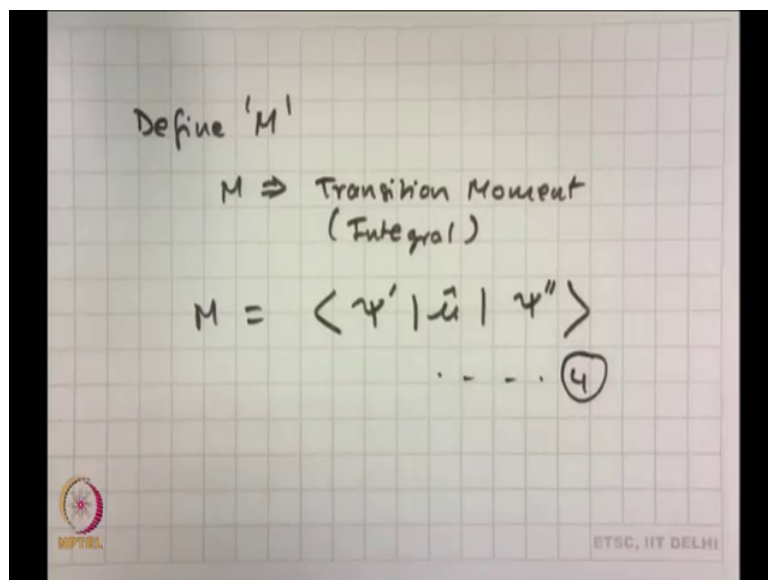 Define 'M'
M ⇒ Transition Moment
(Integral)
M = < ψ' | μ̂ | ψ'' >
. - - . ④
NPTEL
ETSC, IIT DELHI